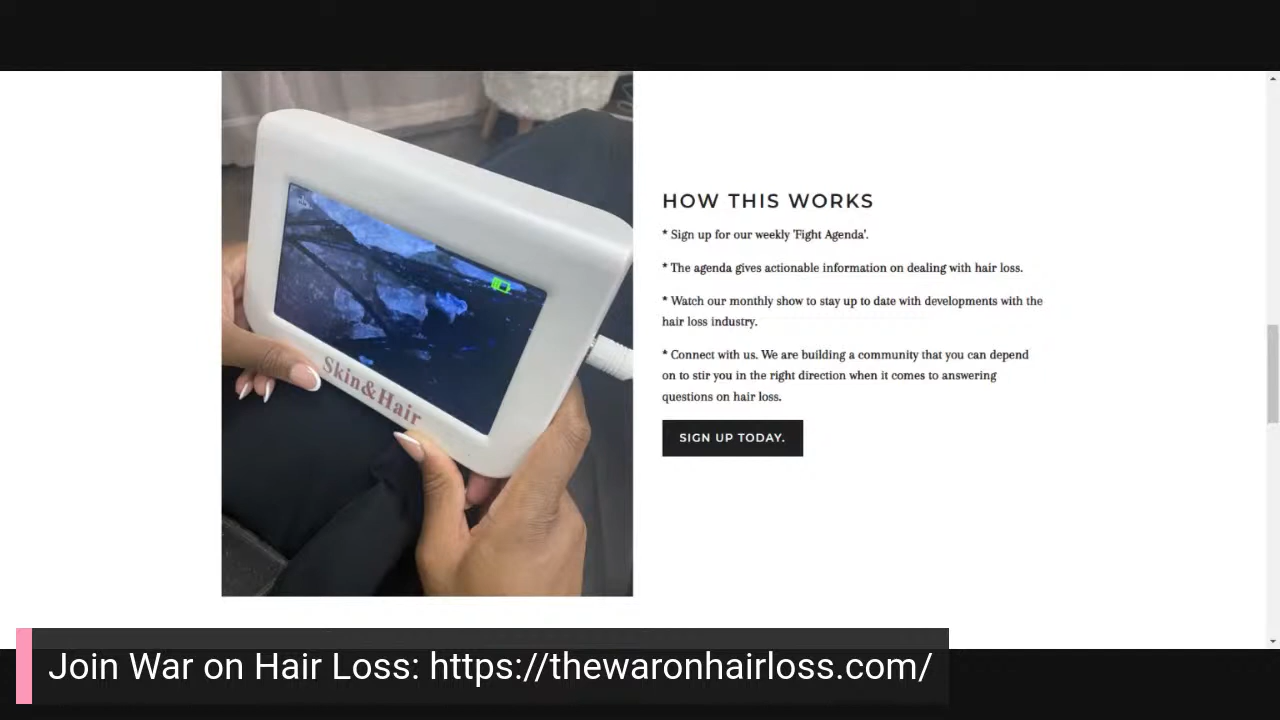 HOW THIS WORKS
* Sign up for our weekly 'Fight Agenda'.
* The agenda gives actionable information on dealing with hair loss.
* Watch our monthly show to stay up to date with developments with the
hair loss industry.
* Connect with us. We are building a community that you can depend
on to stir you in the right direction when it comes to answering
questions on hair loss.
SIGN UP TODAY.
Skin&Hair
Join War on Hair Loss: https://thewaronhairloss.com/